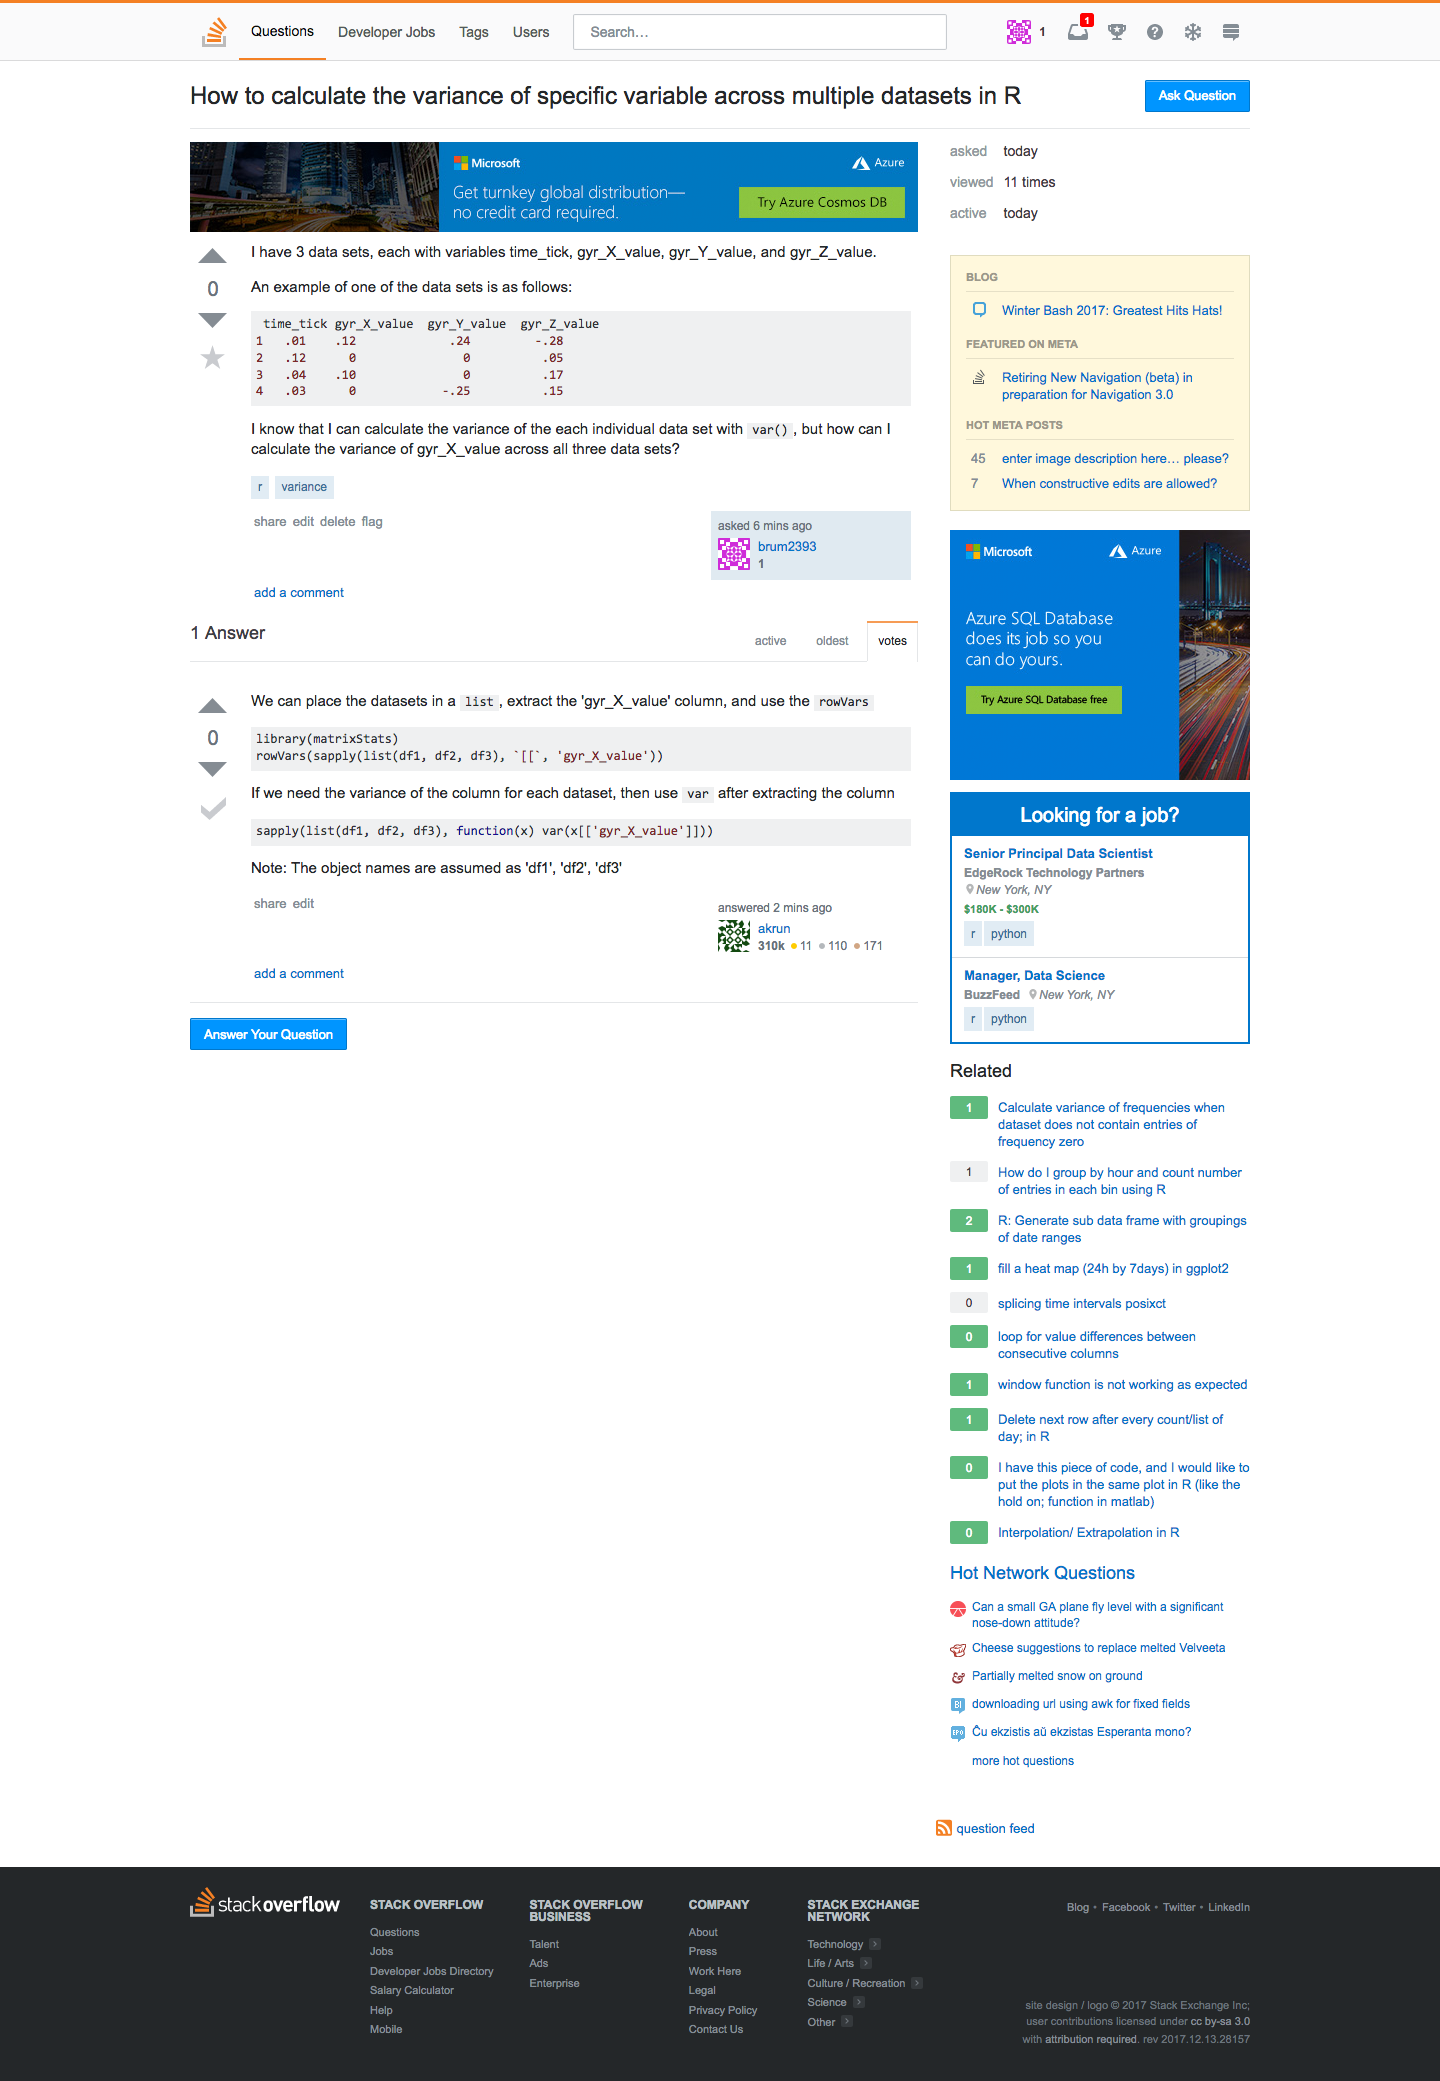 Questions
Developer Jobs
Tags
Users
Search...
1
1
How to calculate the variance of specific variable across multiple datasets in R
Ask Question
Microsoft
Azure
Get turnkey global distribution—
no credit card required.
Try Azure Cosmos DB
asked today
viewed 11 times
active today
0
I have 3 data sets, each with variables time_tick, gyr_X_value, gyr_Y_value, and gyr_Z_value.
An example of one of the data sets is as follows:
time_tick gyr_X_value gyr_Y_value gyr_Z_value
1 .01 .12 .24 -.28
2 .12 0 0 .05
3 .04 .10 0 .17
4 .03 0 -.25 .15
I know that I can calculate the variance of the each individual data set with var() , but how can I
calculate the variance of gyr_X_value across all three data sets?
r variance
share edit delete flag
asked 6 mins ago
brum2393
1
add a comment
1 Answer
active oldest votes
0
We can place the datasets in a list , extract the 'gyr_X_value' column, and use the rowVars
library(matrixStats)
rowVars(sapply(list(df1, df2, df3), `[[`, 'gyr_X_value'))
If we need the variance of the column for each dataset, then use var after extracting the column
sapply(list(df1, df2, df3), function(x) var(x[['gyr_X_value']]))
Note: The object names are assumed as 'df1', 'df2', 'df3'
share edit
answered 2 mins ago
akrun
310k 11 110 171
add a comment
Answer Your Question
BLOG
Winter Bash 2017: Greatest Hits Hats!
FEATURED ON META
Retiring New Navigation (beta) in
preparation for Navigation 3.0
HOT META POSTS
45 enter image description here… please?
7 When constructive edits are allowed?
Microsoft
Azure
Azure SQL Database
does its job so you
can do yours.
Try Azure SQL Database free
Looking for a job?
Senior Principal Data Scientist
EdgeRock Technology Partners
New York, NY
$180K - $300K
r python
Manager, Data Science
BuzzFeed New York, NY
r python
Related
1 Calculate variance of frequencies when
dataset does not contain entries of
frequency zero
1 How do I group by hour and count number
of entries in each bin using R
2 R: Generate sub data frame with groupings
of date ranges
1 fill a heat map (24h by 7days) in ggplot2
0 splicing time intervals posixct
0 loop for value differences between
consecutive columns
1 window function is not working as expected
1 Delete next row after every count/list of
day; in R
0 I have this piece of code, and I would like to
put the plots in the same plot in R (like the
hold on; function in matlab)
0 Interpolation/ Extrapolation in R
Hot Network Questions
Can a small GA plane fly level with a significant
nose-down attitude?
Cheese suggestions to replace melted Velveeta
Partially melted snow on ground
BI downloading url using awk for fixed fields
EPO Ĉu ekzistis aŭ ekzistas Esperanta mono?
more hot questions
question feed
stackoverflow
STACK OVERFLOW
Questions
Jobs
Developer Jobs Directory
Salary Calculator
Help
Mobile
STACK OVERFLOW
BUSINESS
Talent
Ads
Enterprise
COMPANY
About
Press
Work Here
Legal
Privacy Policy
Contact Us
STACK EXCHANGE
NETWORK
Technology
Life / Arts
Culture / Recreation
Science
Other
Blog • Facebook • Twitter • LinkedIn
site design / logo © 2017 Stack Exchange Inc;
user contributions licensed under cc by-sa 3.0
with attribution required. rev 2017.12.13.28157